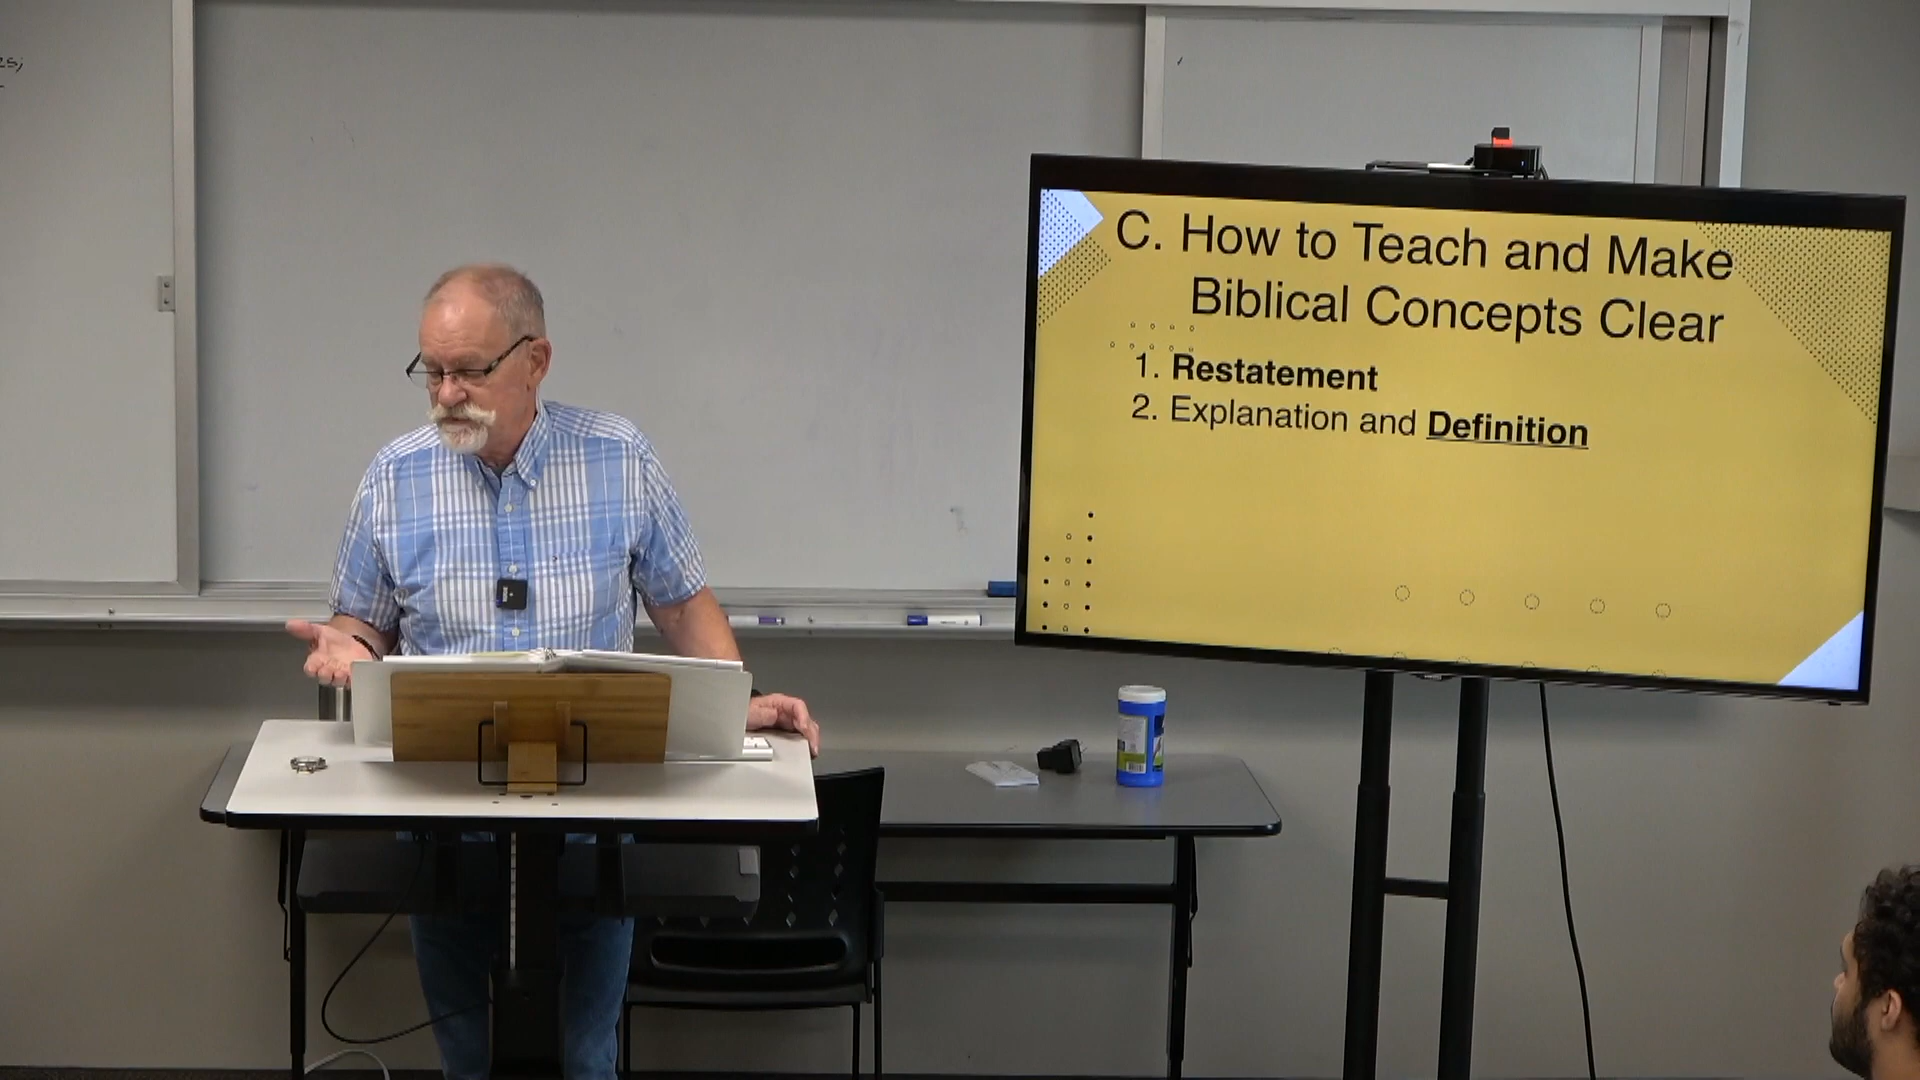 C. How to Teach and Make
Biblical Concepts Clear
1. Restatement
2. Explanation and Definition